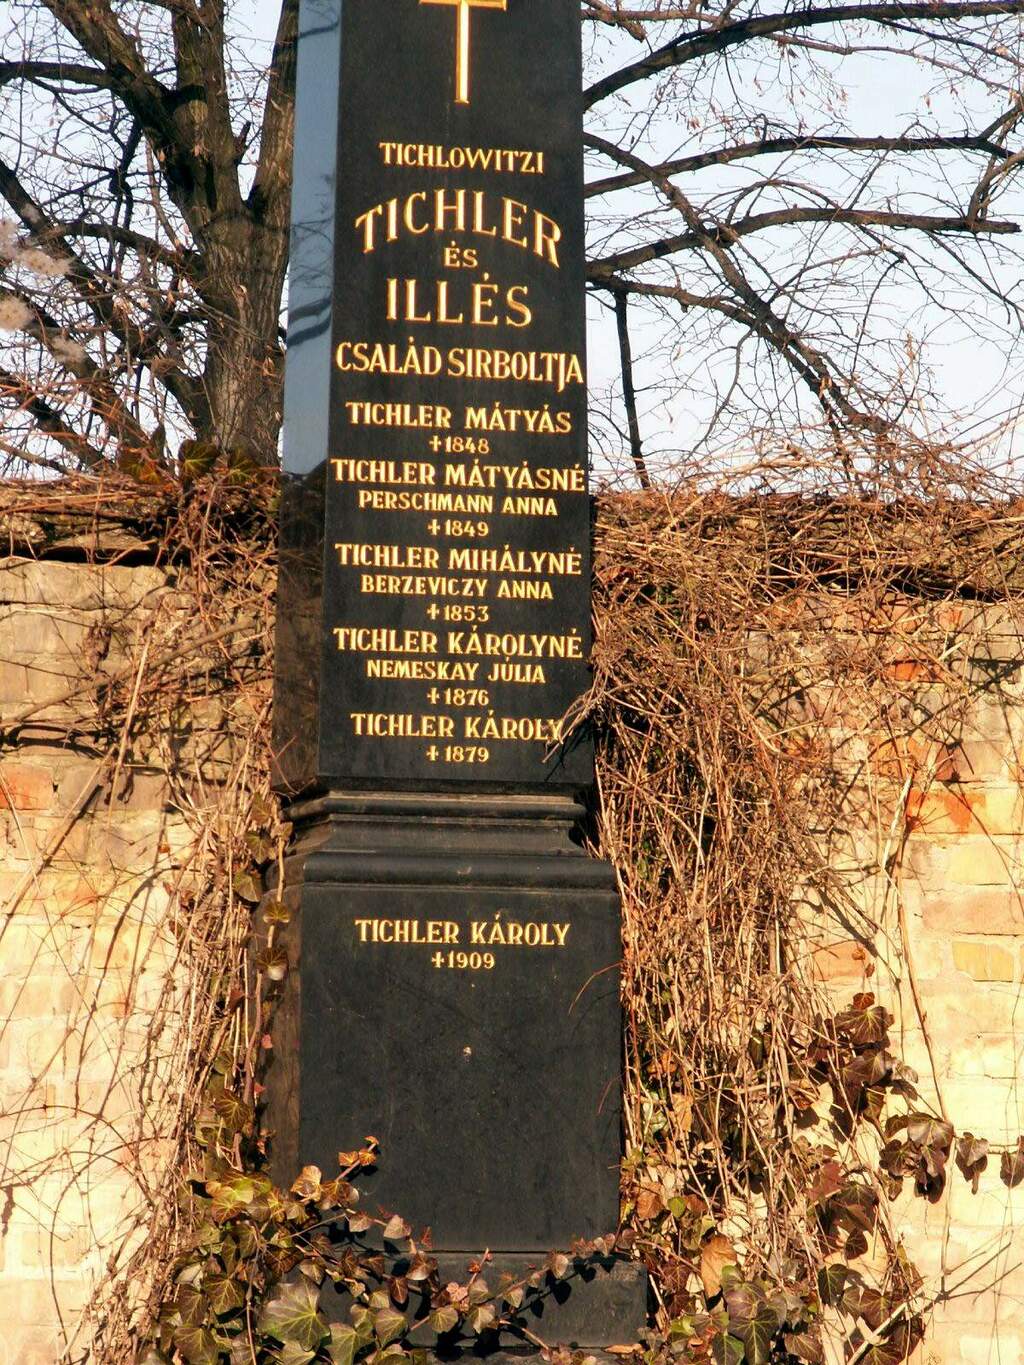 TICHLOWITZI
TICHLER
ÉS
ILLÉS
CSALÁD SIRBOLTJA
TICHLER MÁTYÁS
+1848
TICHLER MÁTYÁSNÉ
PERSCHMANN ANNA
+1849
TICHLER MIHÁLYNÉ
BERZEVICZY ANNA
+1853
TICHLER KÁROLYNÉ
NEMESKAY JÚLIA
+1876
TICHLER KÁROLY
+1879
TICHLER KÁROLY
+1909